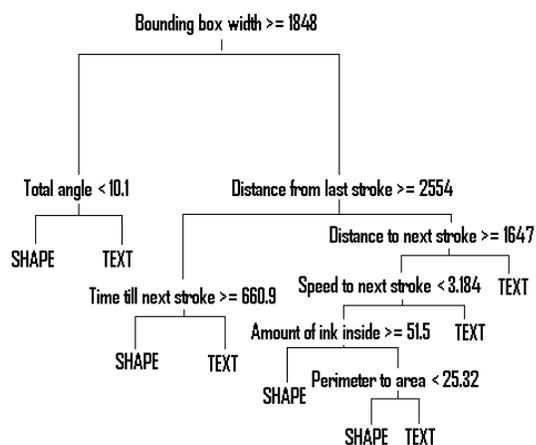 Bounding box width >= 1848
Total angle < 10.1
Distance from last stroke >= 2554
Distance to next stroke >= 1647
SHAPE
TEXT
Time till next stroke >= 660.9
Speed to next stroke < 3.184
TEXT
Amount of ink inside >= 51.5
TEXT
SHAPE
TEXT
SHAPE
Perimeter to area < 25.32
SHAPE
TEXT